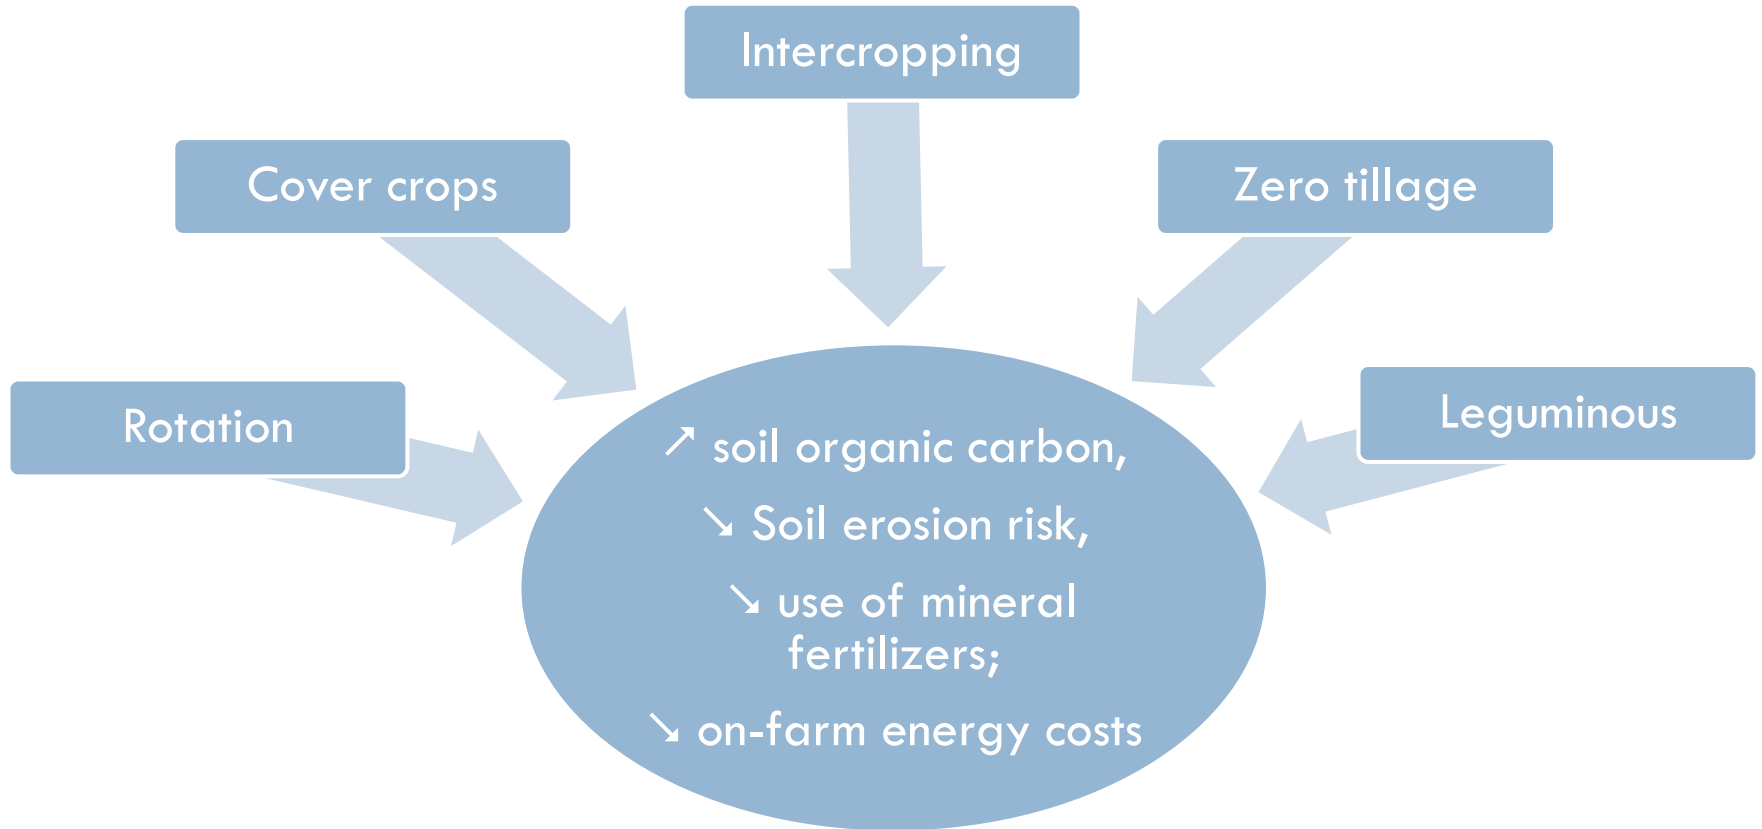 Intercropping
Cover crops
Zero tillage
Rotation
Leguminous
↗ soil organic carbon,
↘ Soil erosion risk,
↘ use of mineral
fertilizers;
↘ on-farm energy costs